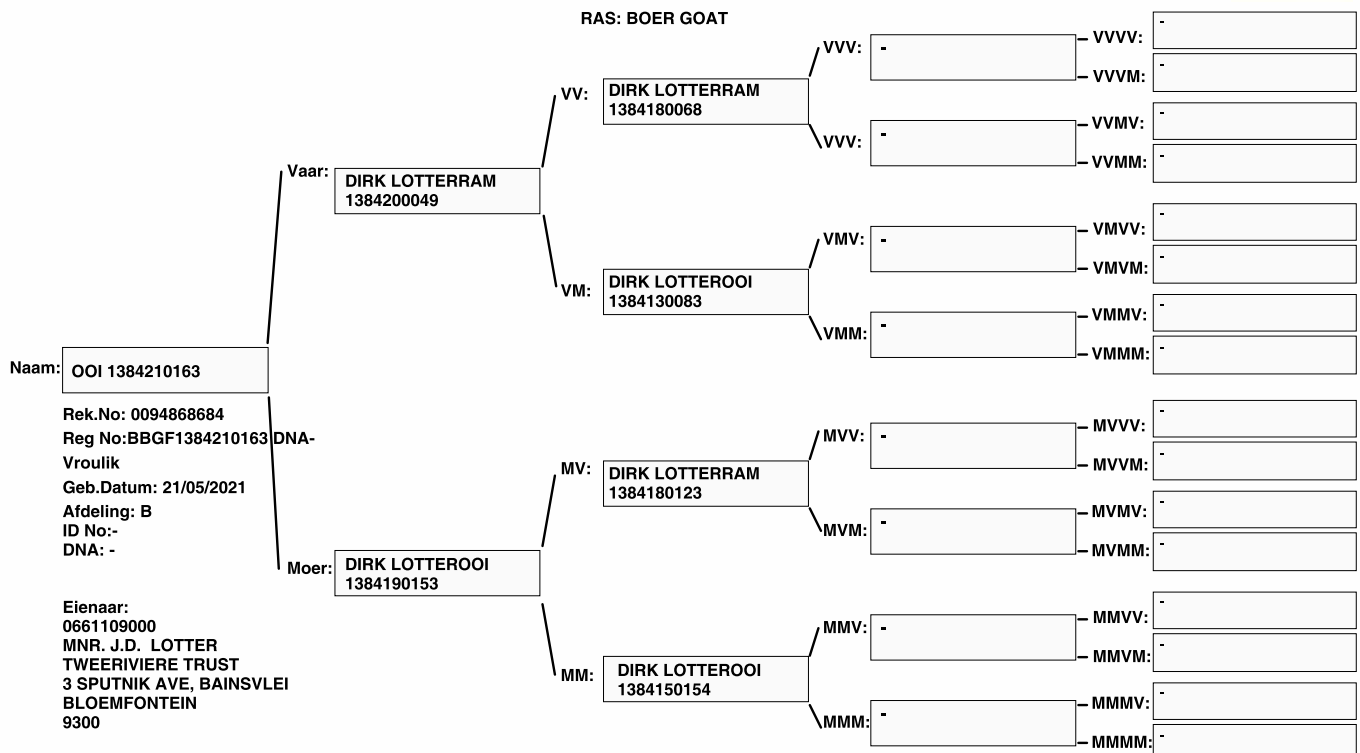 RAS: BOER GOAT
Naam: OOI 1384210163
Rek.No: 0094868684
Reg No:BBGF1384210163 DNA-
Vroulik
Geb.Datum: 21/05/2021
Afdeling: B
ID No:-
DNA: -
Eienaar:
0661109000
MNR. J.D. LOTTER
TWEERIVIERE TRUST
3 SPUTNIK AVE, BAINSVLEI
BLOEMFONTEIN
9300
Vaar: DIRK LOTTERRAM
1384200049
Moer: DIRK LOTTEROOI
1384190153
VV: DIRK LOTTERRAM
1384180068
VM: DIRK LOTTEROOI
1384130083
MV: DIRK LOTTERRAM
1384180123
MM: DIRK LOTTEROOI
1384150154
VVV: -
VVV: -
VMV: -
VMM: -
MVV: -
MVM: -
MMV: -
MMM: -
VVVV: -
VVVM: -
VVMV: -
VVMM: -
VMVV: -
VMVM: -
VMMV: -
VMMM: -
MVVV: -
MVVM: -
MVMV: -
MVMM: -
MMVV: -
MMVM: -
MMMV: -
MMMM: -